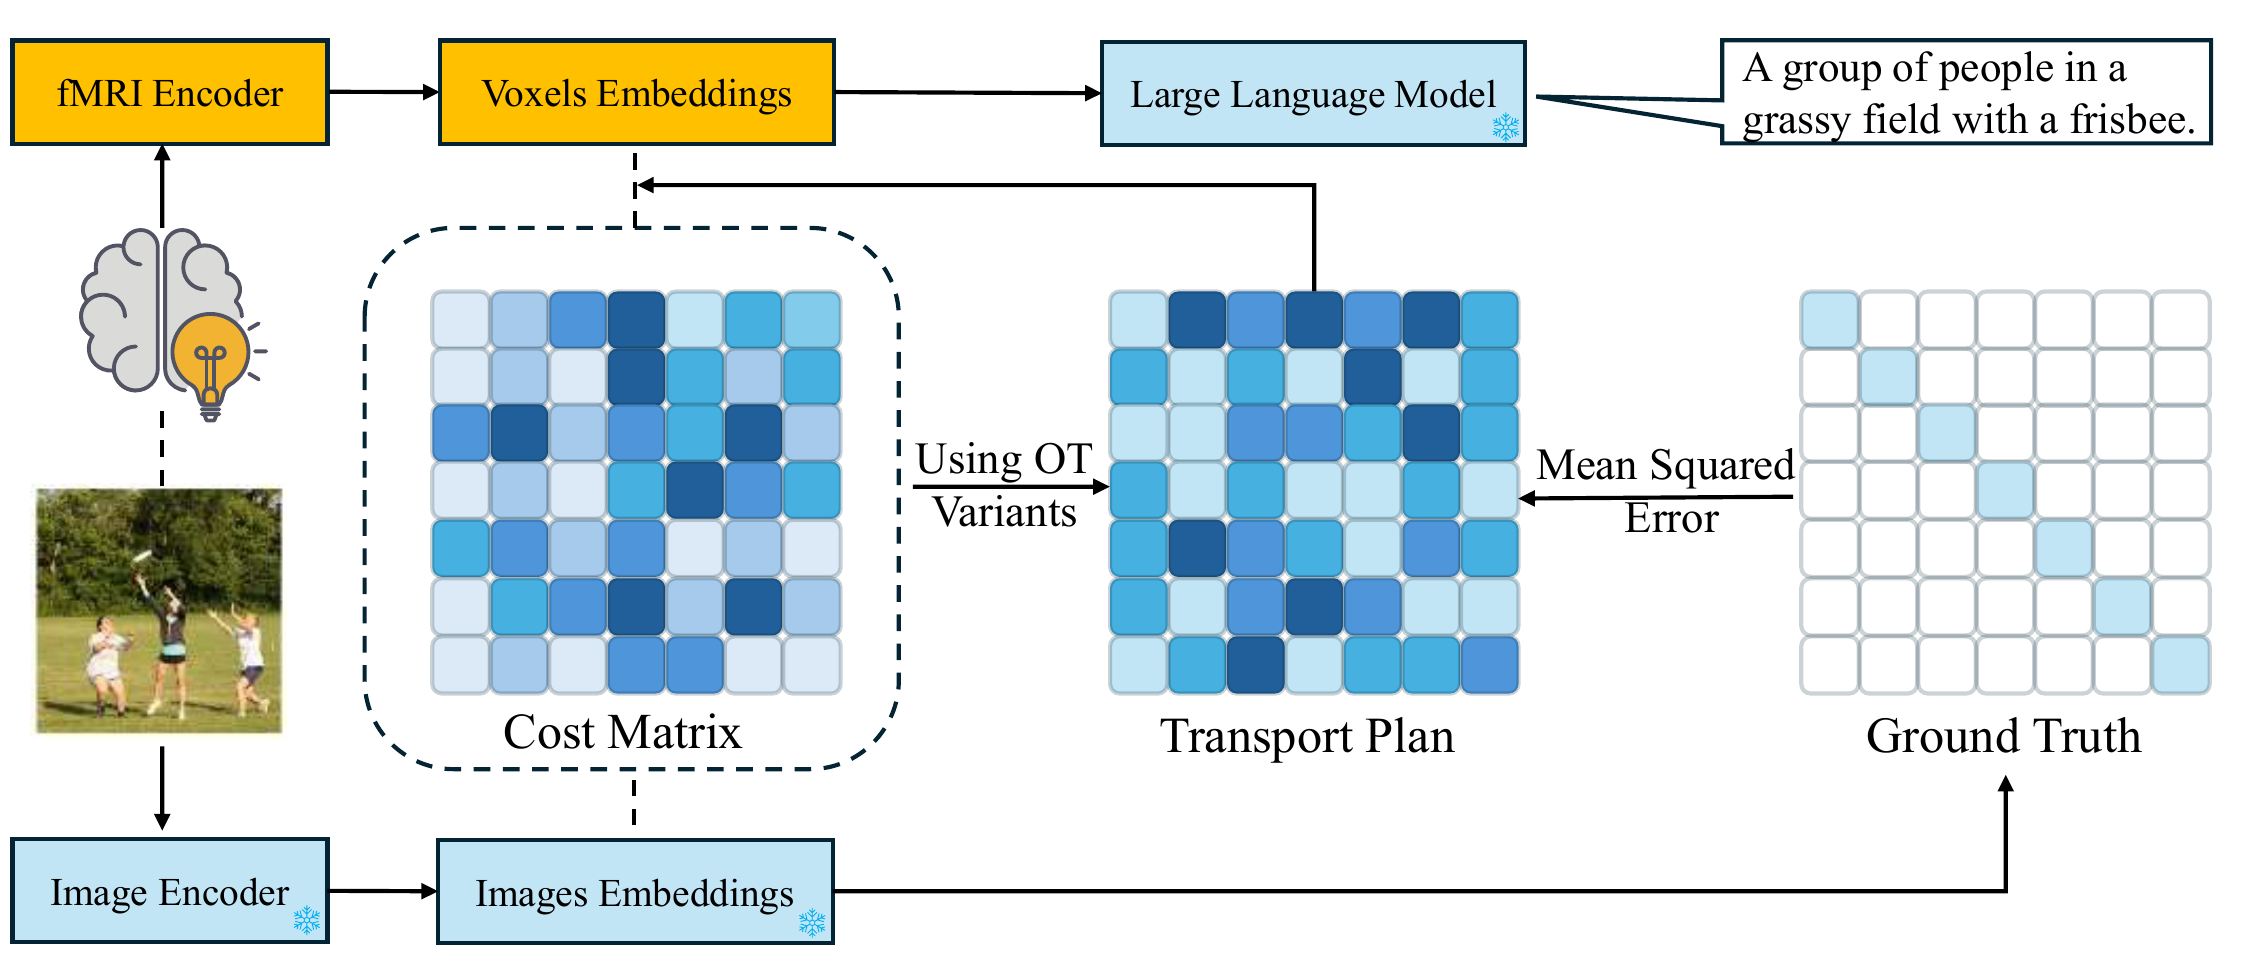 fMRI Encoder
Voxels Embeddings
Large Language Model
A group of people in a
grassy field with a frisbee.
Using OT
Variants
Mean Squared
Error
Cost Matrix
Transport Plan
Ground Truth
Image Encoder
Images Embeddings